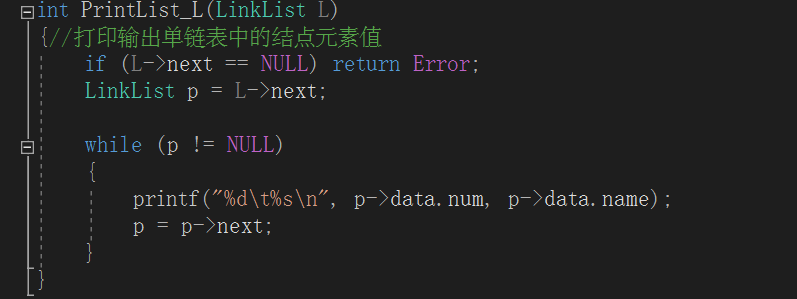 int PrintList_L(LinkList L)
{//打印输出单链表中的结点元素值
if (L->next == NULL) return Error;
LinkList p = L->next;
while (p != NULL)
{
printf("%d\t%s\n", p->data.num, p->data.name);
p = p->next;
}
}